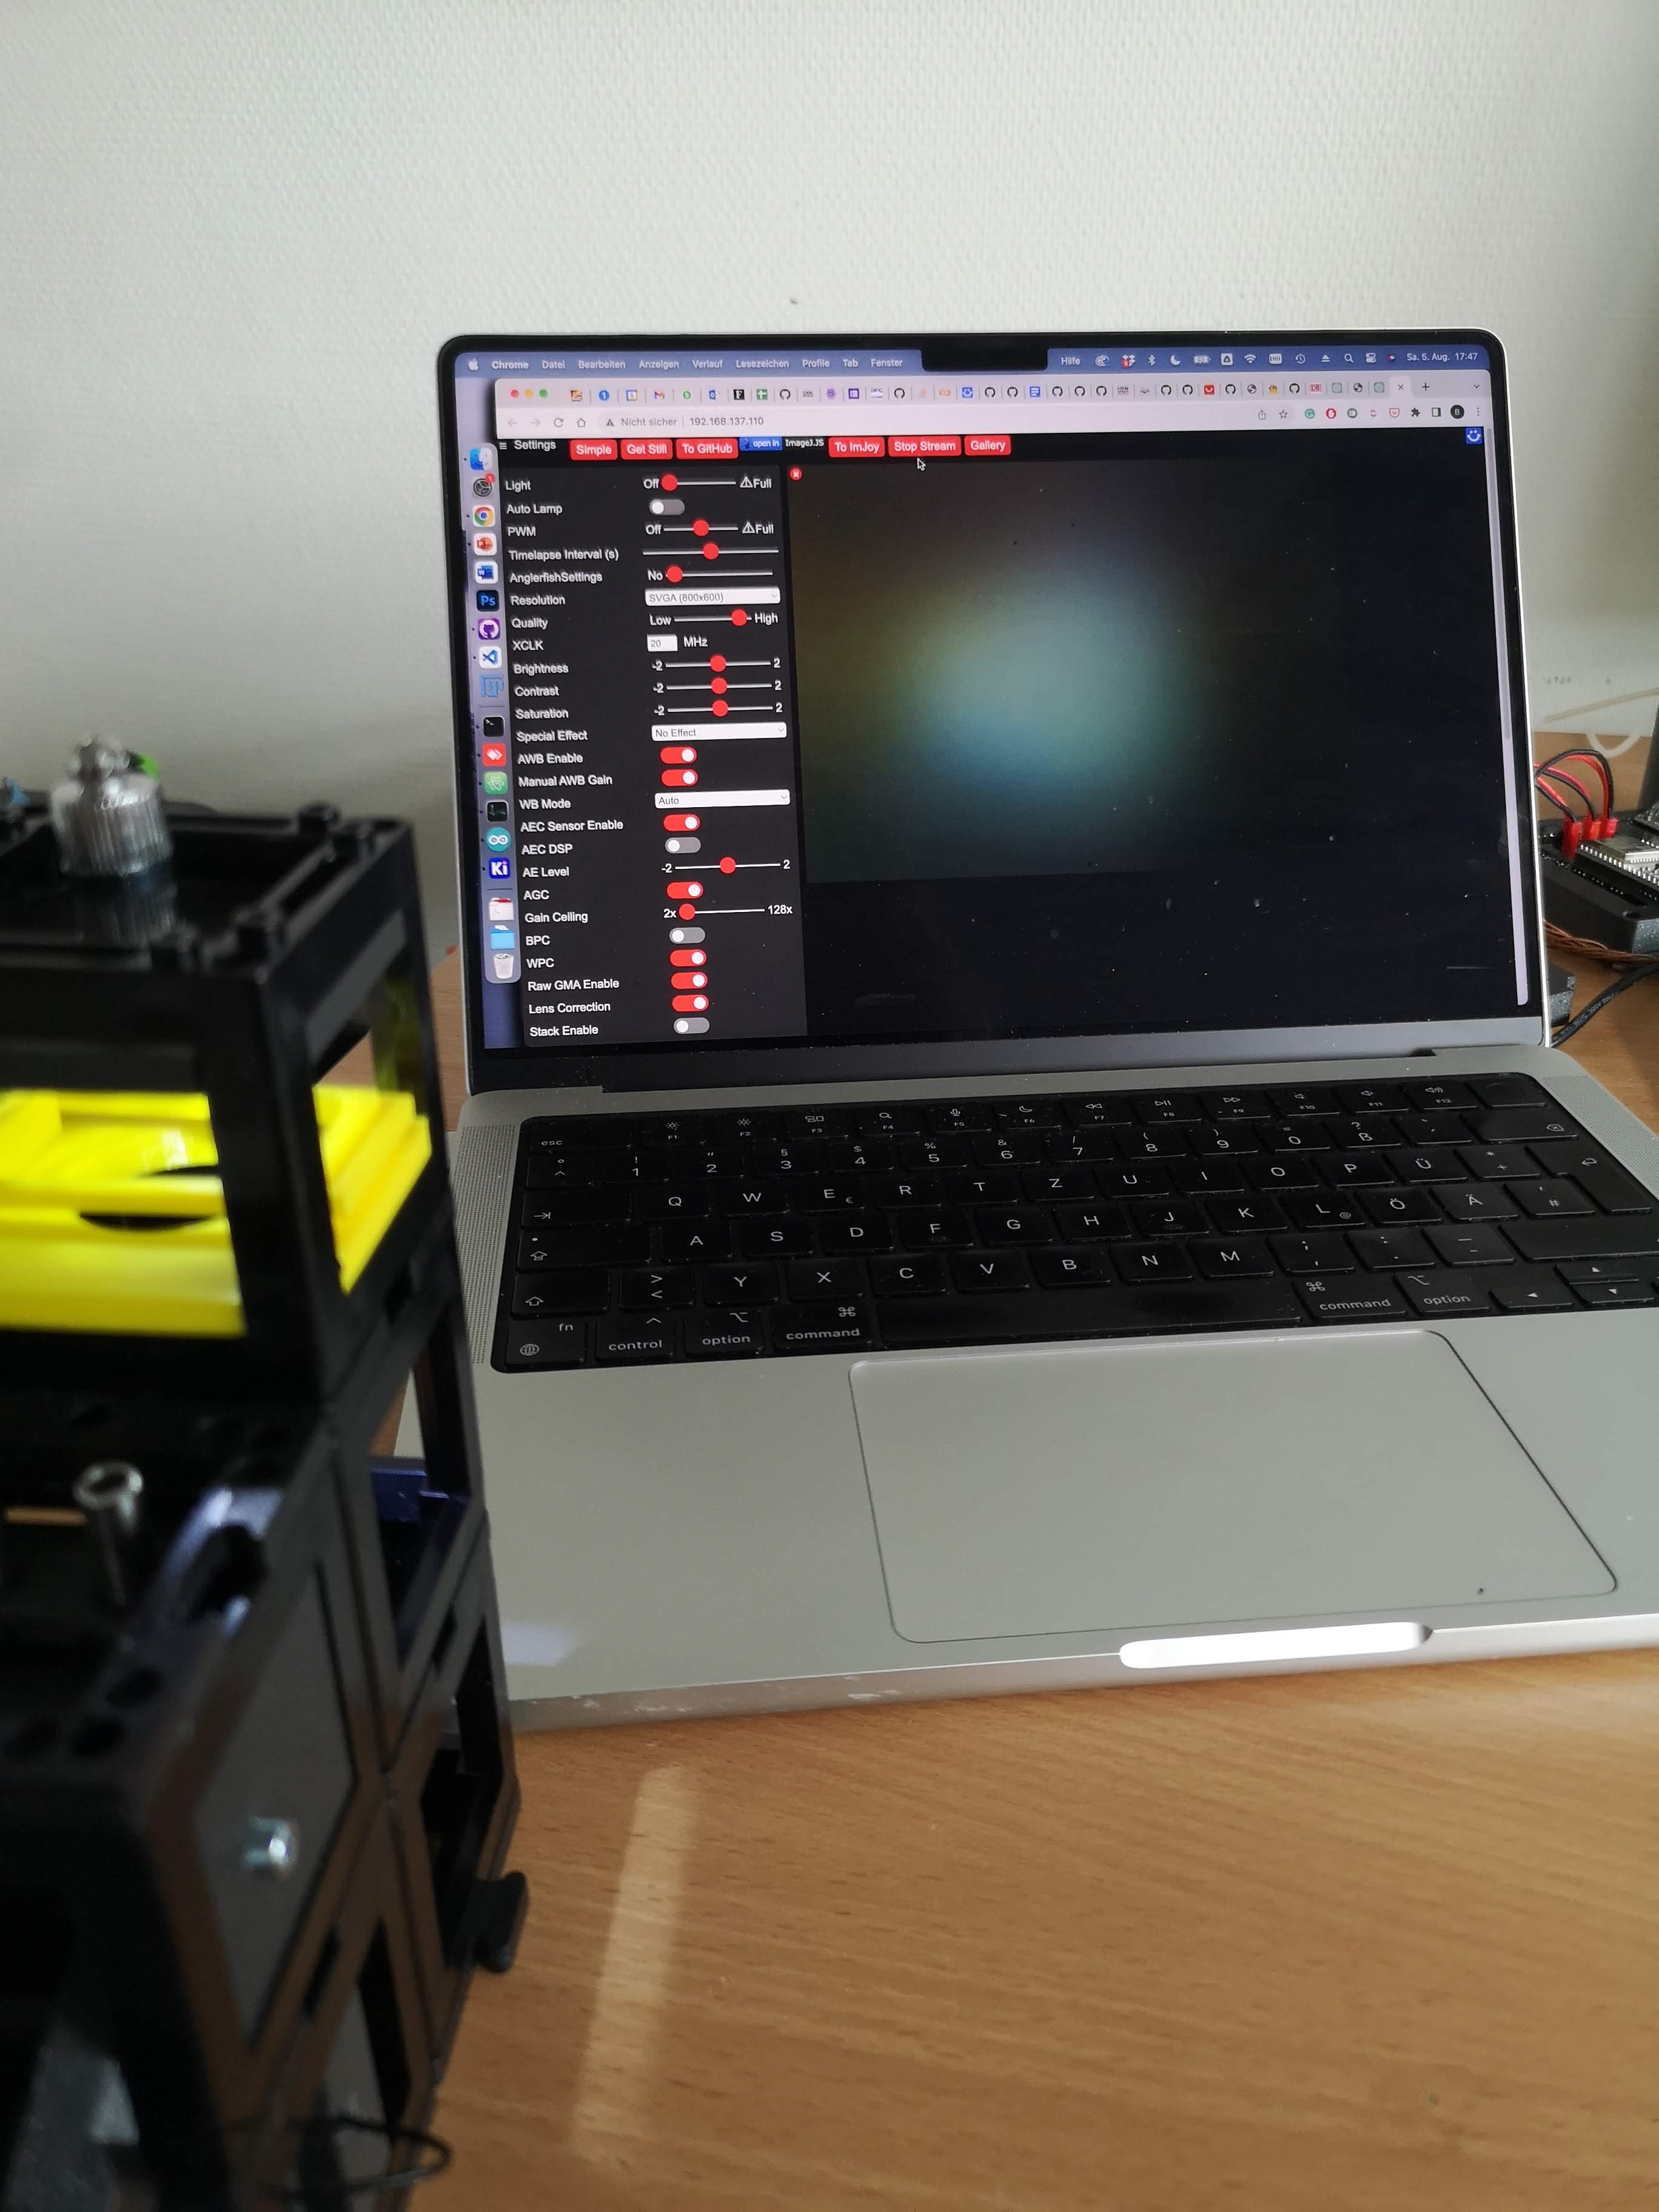 Chrome Datei Bearbeiten Anzeigen Verlauf Lesezeichen Profile Tab Fenster Hilfe Sa. 5. Aug. 17:47
Nicht sicher | 192.168.137.110
Settings Simple Get Still To GitHub open in ImageJ.JS To ImJoy Stop Stream Gallery
Light Off Full
Auto Lamp
PWM Off Full
Timelapse Interval (s)
AnglerfishSettings No
Resolution SVGA (800x600)
Quality Low High
XCLK 20 MHz
Brightness -2 2
Contrast -2 2
Saturation -2 2
Special Effect No Effect
AWB Enable
Manual AWB Gain
WB Mode Auto
AEC Sensor Enable
AEC DSP
AE Level -2 2
AGC
Gain Ceiling 2x 128x
BPC
WPC
Raw GMA Enable
Lens Correction
Stack Enable
Ps
Ki
esc F1 F2 F3 F4 F5 F6 F7 F8 F9 F10 F11 F12
° ! " § $ % & / ( ) = ? `
^ 1 2 3 4 5 6 7 8 9 0 ß ´
Q W E € R T Z U I O P Ü * +
A S D F G H J K L @ Ö Ä ' #
> < Y X C V B N M ; , : . _ -
fn control option command command option